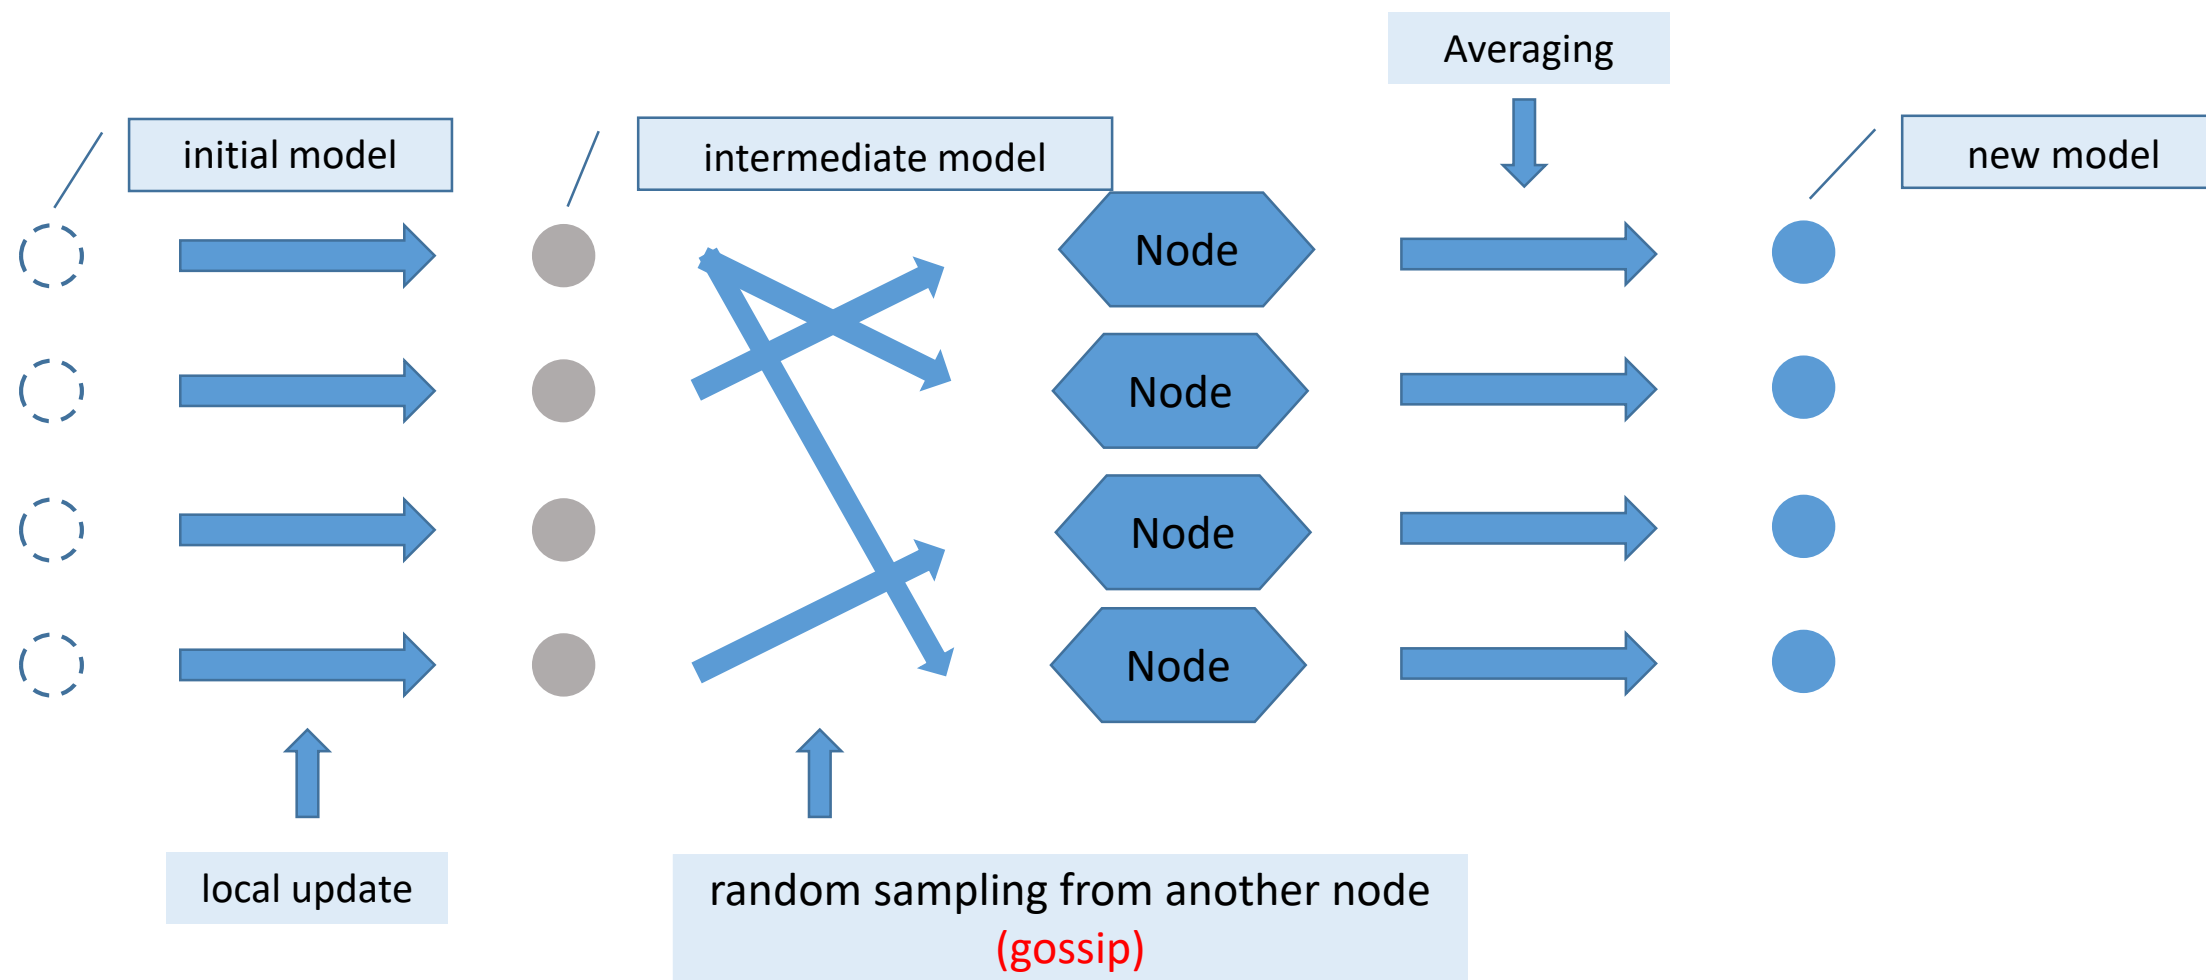 Averaging
initial model
intermediate model
new model
Node
Node
Node
Node
local update
random sampling from another node
(gossip)